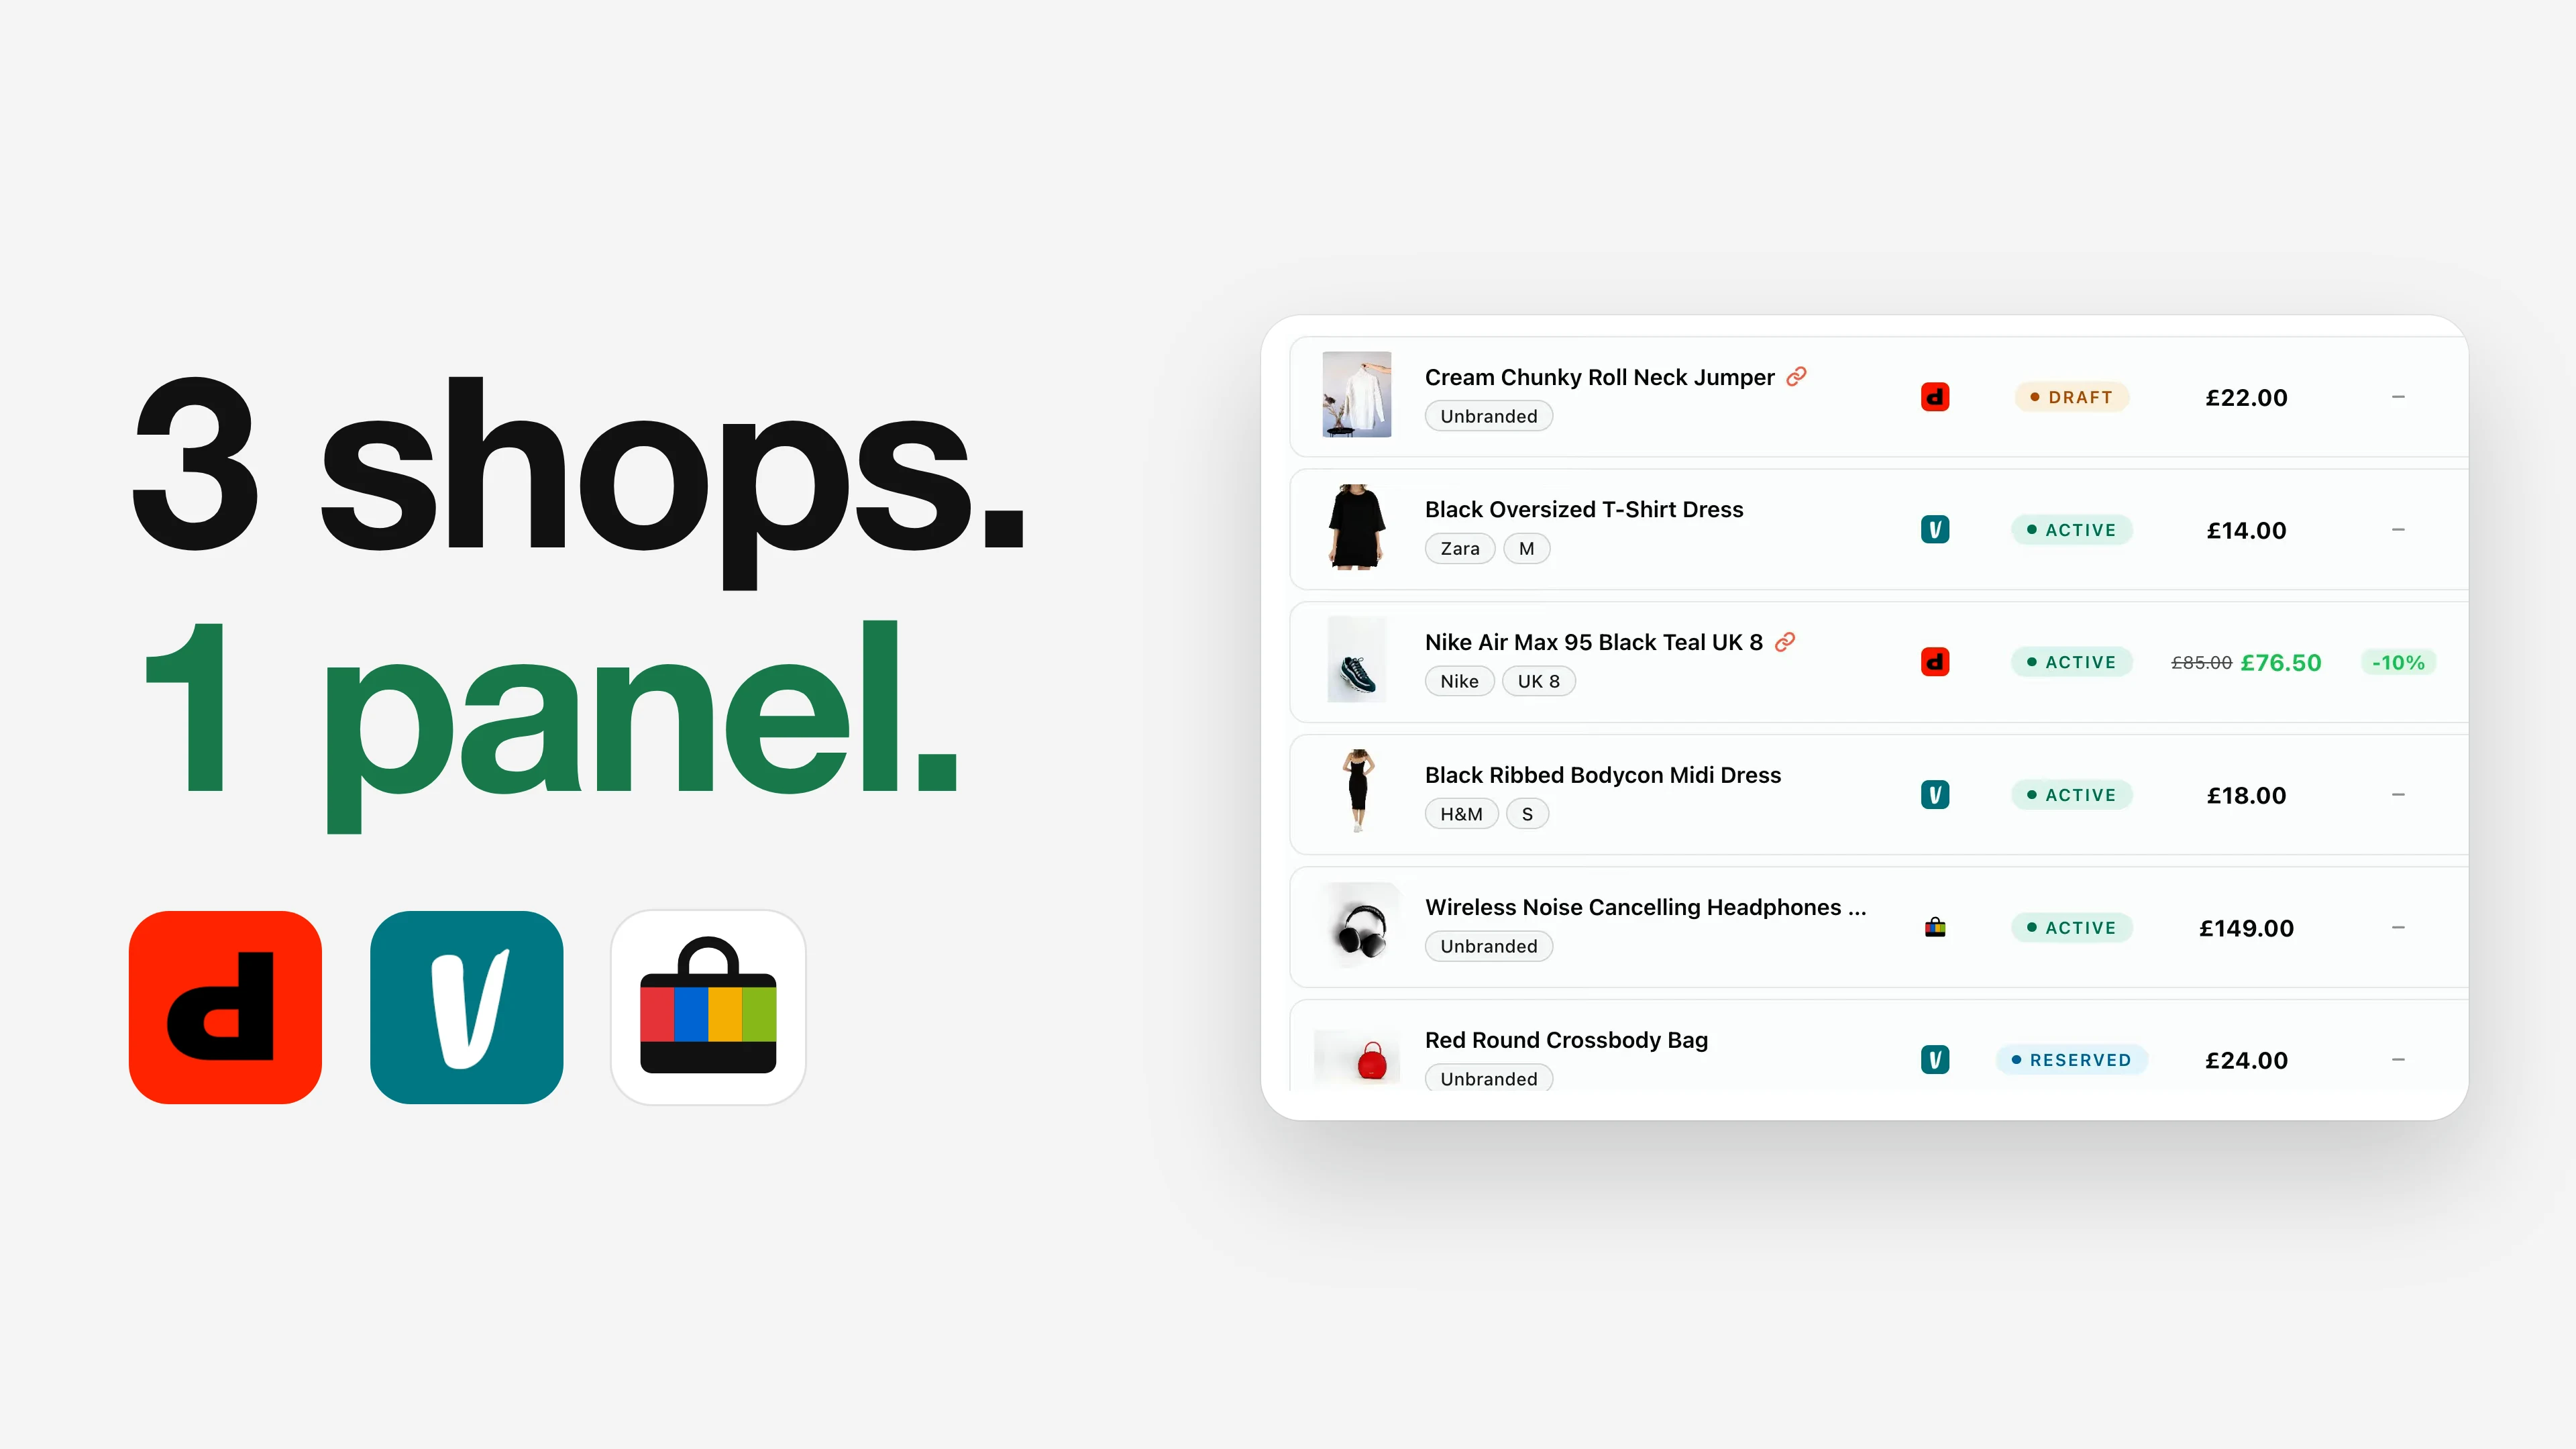 3 shops.
1 panel.
d V
Cream Chunky Roll Neck Jumper
Unbranded
d
DRAFT
£22.00
–
Black Oversized T-Shirt Dress
Zara M
V
ACTIVE
£14.00
–
Nike Air Max 95 Black Teal UK 8
Nike UK 8
d
ACTIVE
£85.00 £76.50
-10%
Black Ribbed Bodycon Midi Dress
H&M S
V
ACTIVE
£18.00
–
Wireless Noise Cancelling Headphones ...
Unbranded
ACTIVE
£149.00
–
Red Round Crossbody Bag
Unbranded
V
RESERVED
£24.00
–